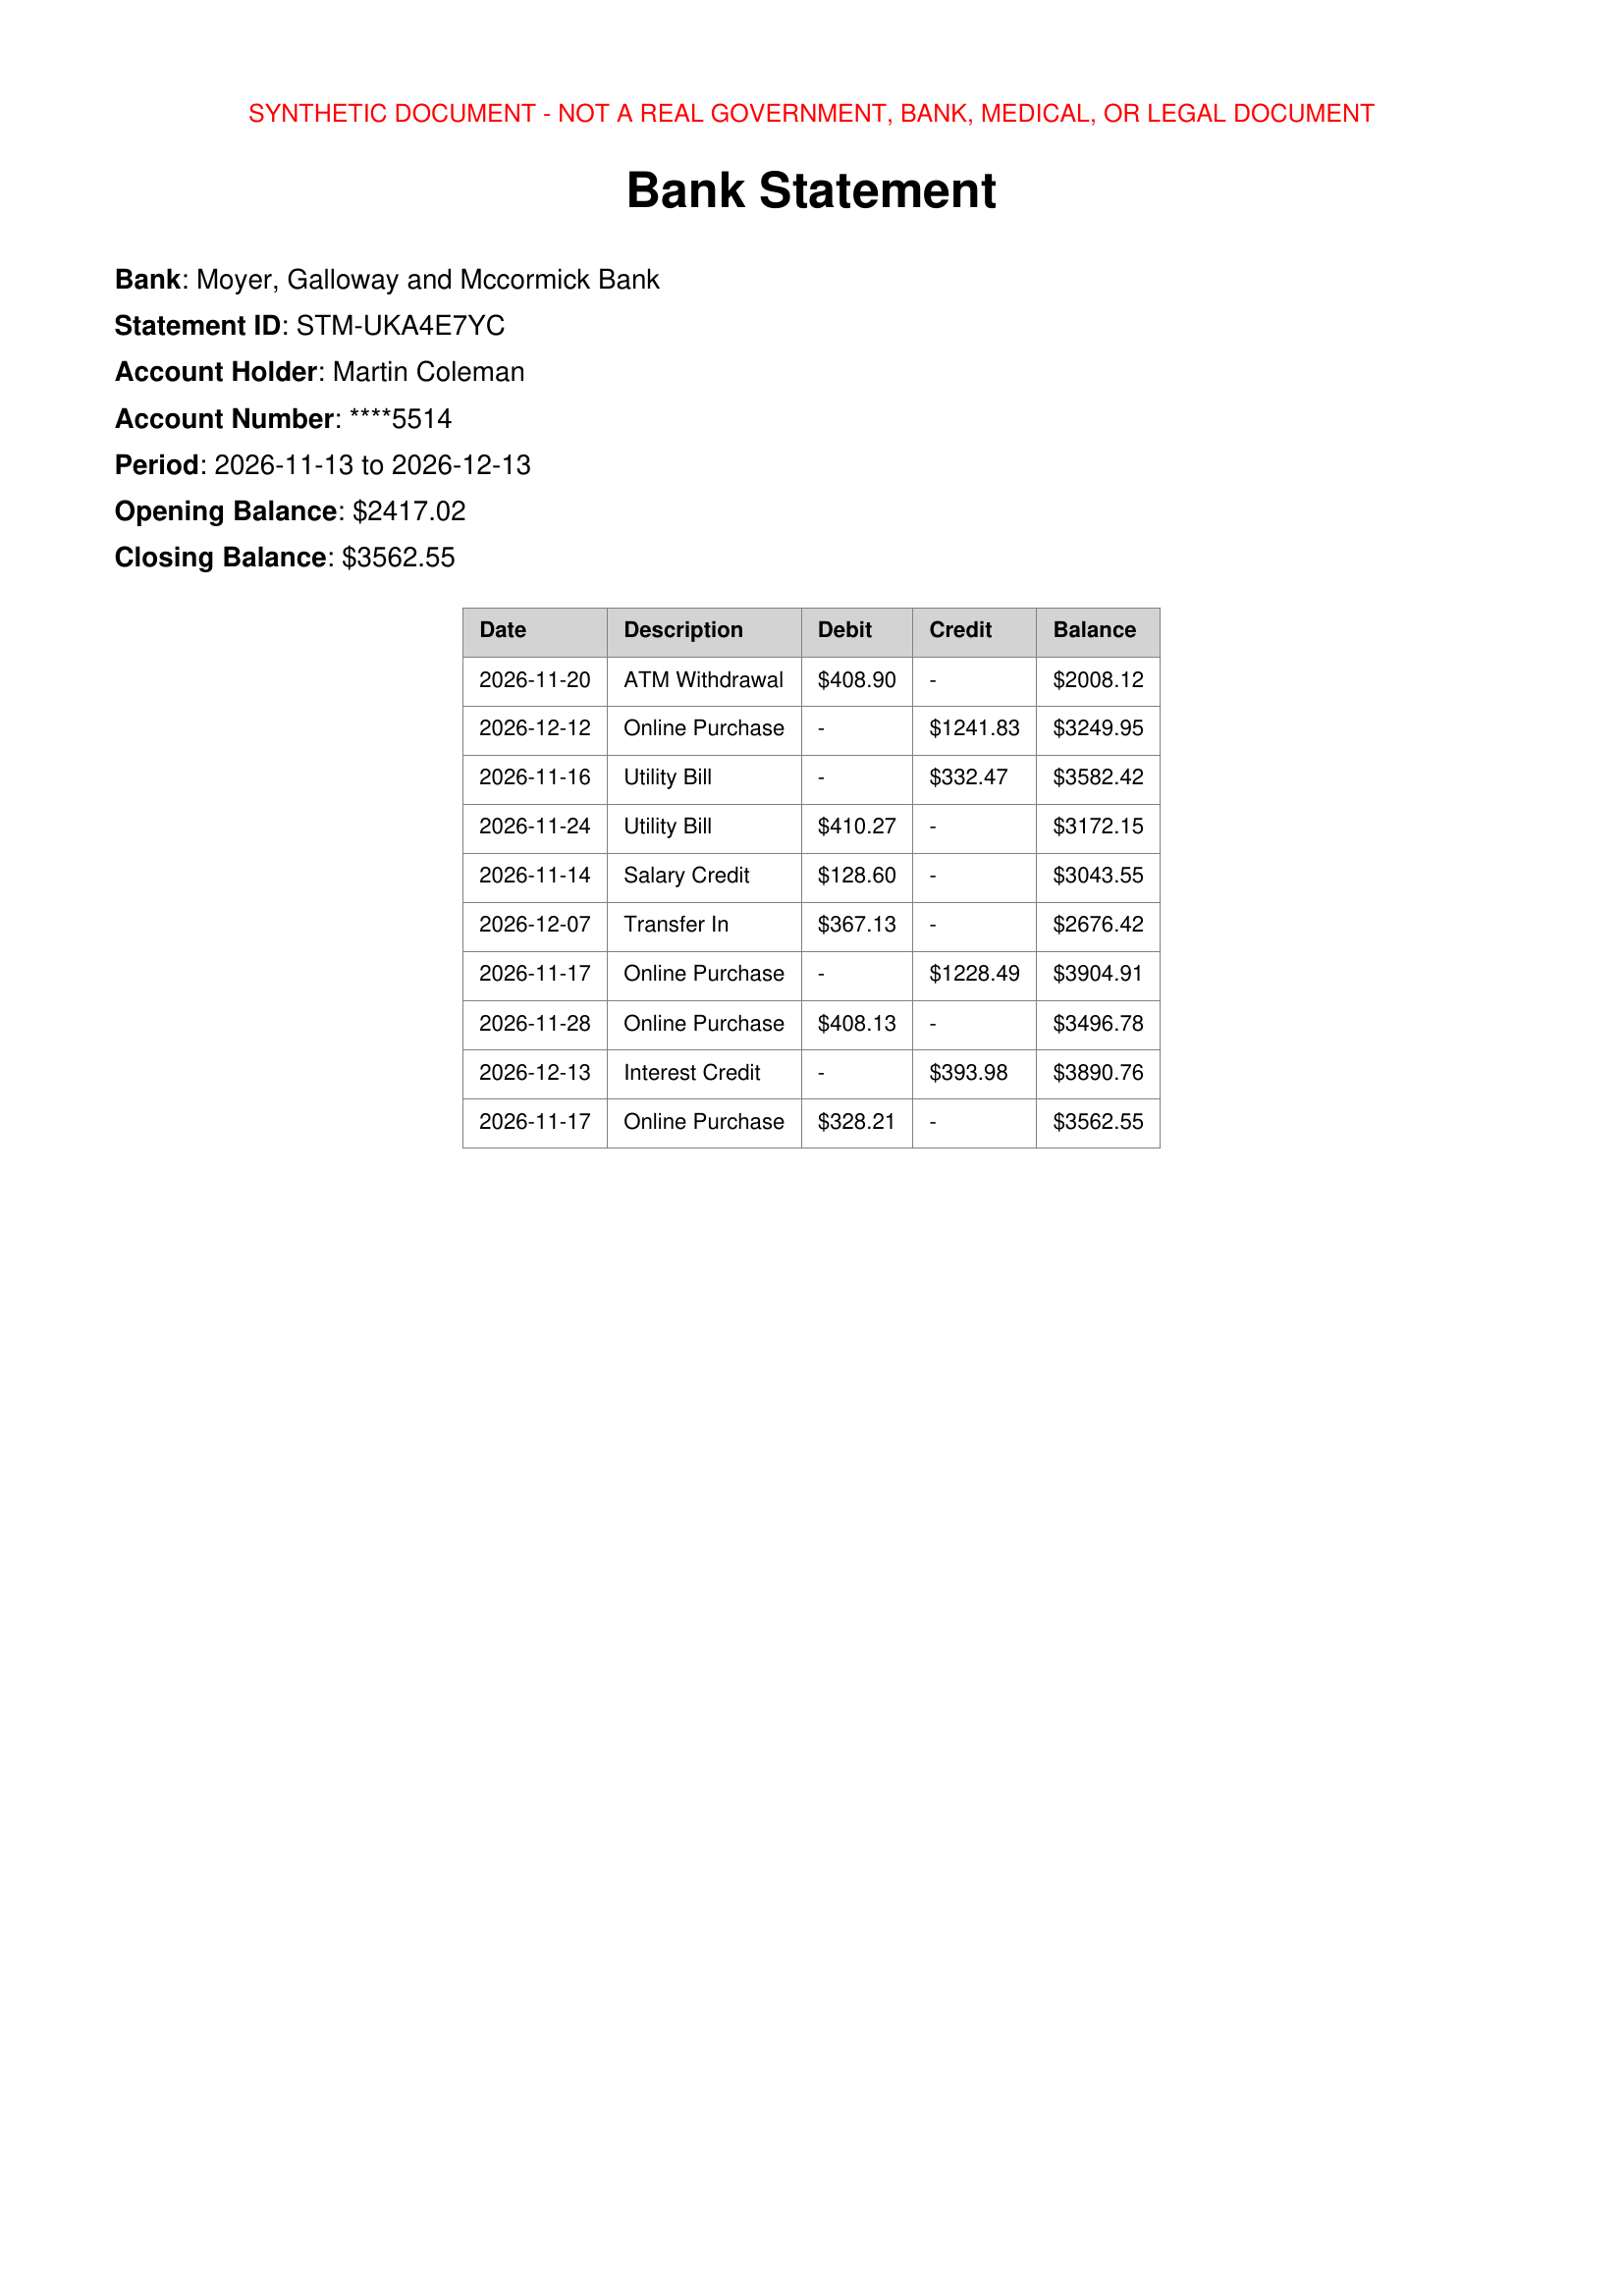 SYNTHETIC DOCUMENT - NOT A REAL GOVERNMENT, BANK, MEDICAL, OR LEGAL DOCUMENT
Bank Statement
Bank: Moyer, Galloway and Mccormick Bank
Statement ID: STM-UKA4E7YC
Account Holder: Martin Coleman
Account Number: ****5514
Period: 2026-11-13 to 2026-12-13
Opening Balance: $2417.02
Closing Balance: $3562.55
Date Description Debit Credit Balance
2026-11-20 ATM Withdrawal $408.90 - $2008.12
2026-12-12 Online Purchase - $1241.83 $3249.95
2026-11-16 Utility Bill - $332.47 $3582.42
2026-11-24 Utility Bill $410.27 - $3172.15
2026-11-14 Salary Credit $128.60 - $3043.55
2026-12-07 Transfer In $367.13 - $2676.42
2026-11-17 Online Purchase - $1228.49 $3904.91
2026-11-28 Online Purchase $408.13 - $3496.78
2026-12-13 Interest Credit - $393.98 $3890.76
2026-11-17 Online Purchase $328.21 - $3562.55